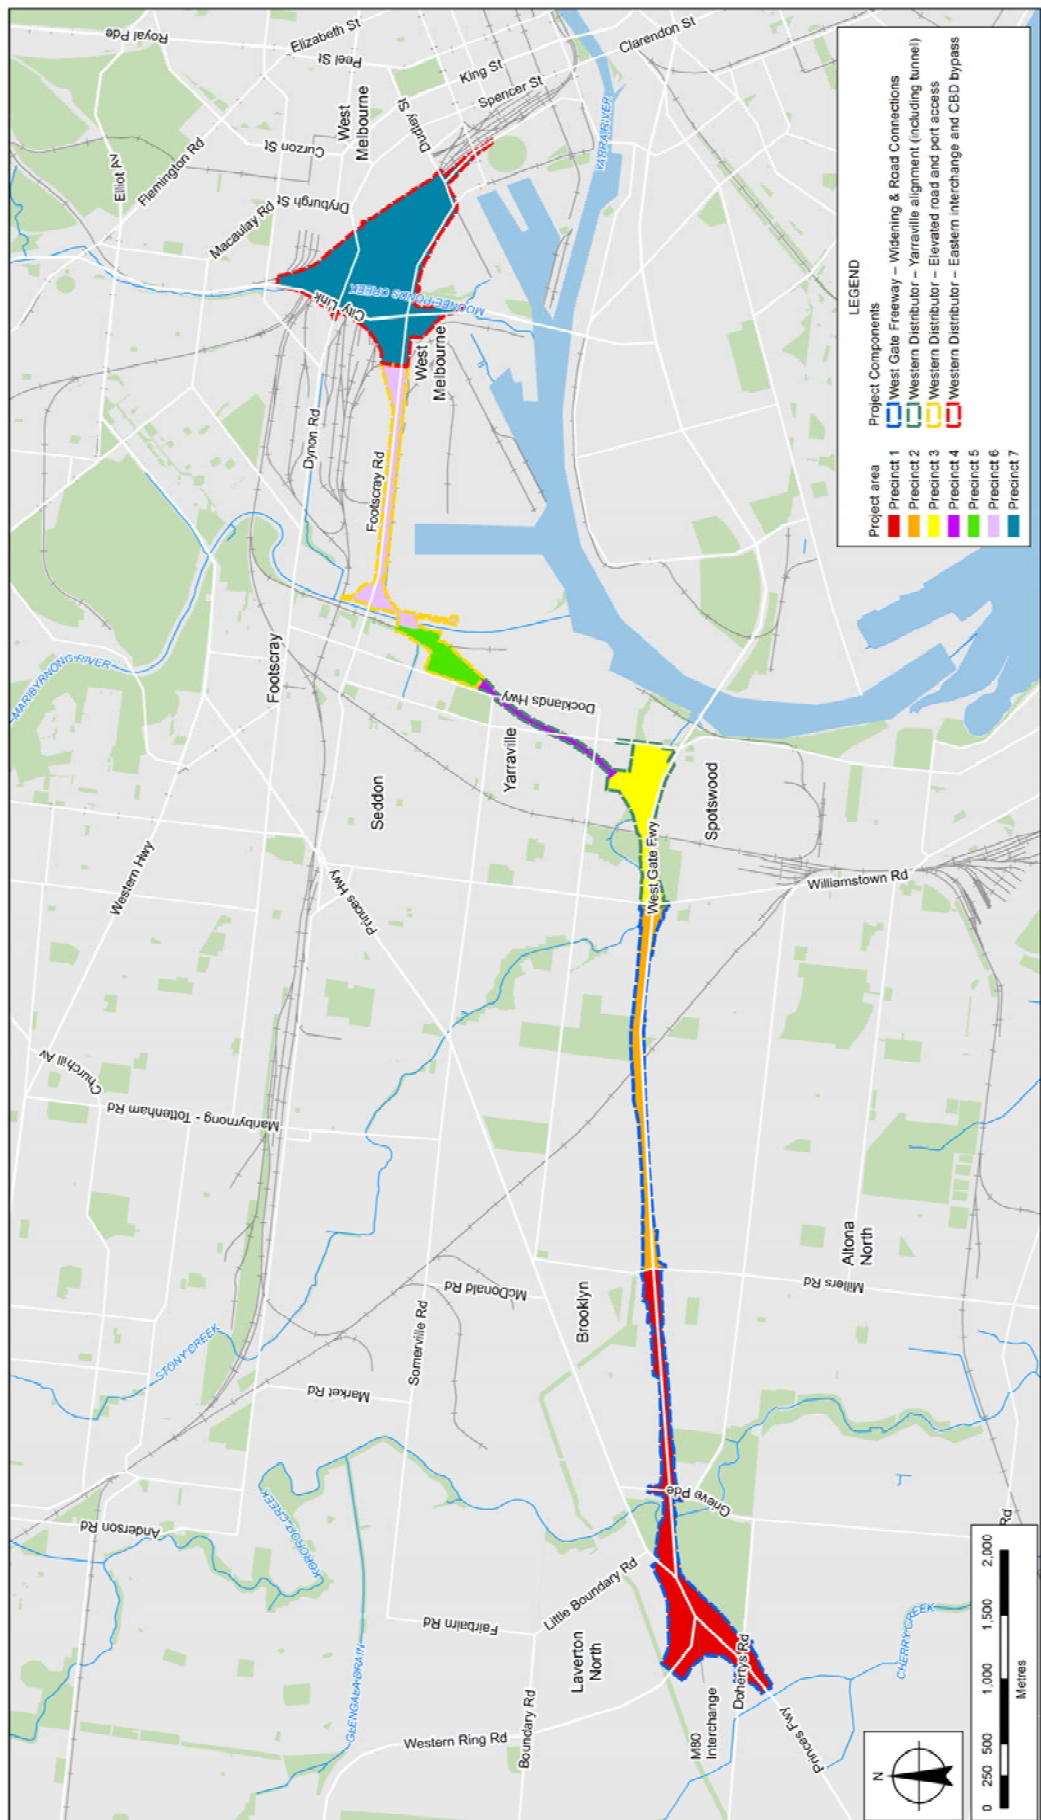 Royal Pde
Elizabeth St
Peel St
Clarendon St
King St
Spencer St
Elliot AV
Flemington Rd
Curzon St
West
Melbourne
Dudley St
YARRA RIVER
Macaulay Rd
Dryburgh St
City Link
MOONEE PONDS CREEK
West
Melbourne
Dynon Rd
Footscray Rd
MARIBYRNONG RIVER
Footscray
Docklands Hwy
Yarraville
Seddon
Spotswood
West Gate Fwy
Williamstown Rd
Western Hwy
Princes Hwy
Churchill Av
Maribyrnong - Tottenham Rd
Altona
North
Millers Rd
McDonald Rd
Brooklyn
Somerville Rd
STONY CREEK
Market Rd
Grieve Pde
Anderson Rd
KOROROIT CREEK
Little Boundary Rd
Fairbairn Rd
Laverton
North
Dohertys Rd
GLENGALA DRAIN
Boundary Rd
Western Ring Rd
M80
Interchange
Princes Fwy
CHERRY CREEK
Rd
LEGEND
Project area
Precinct 1
Precinct 2
Precinct 3
Precinct 4
Precinct 5
Precinct 6
Precinct 7
Project Components
West Gate Freeway – Widening & Road Connections
Western Distributor – Yarraville alignment (including tunnel)
Western Distributor – Elevated road and port access
Western Distributor – Eastern interchange and CBD bypass
N
0 250 500 1,000 1,500 2,000
Metres